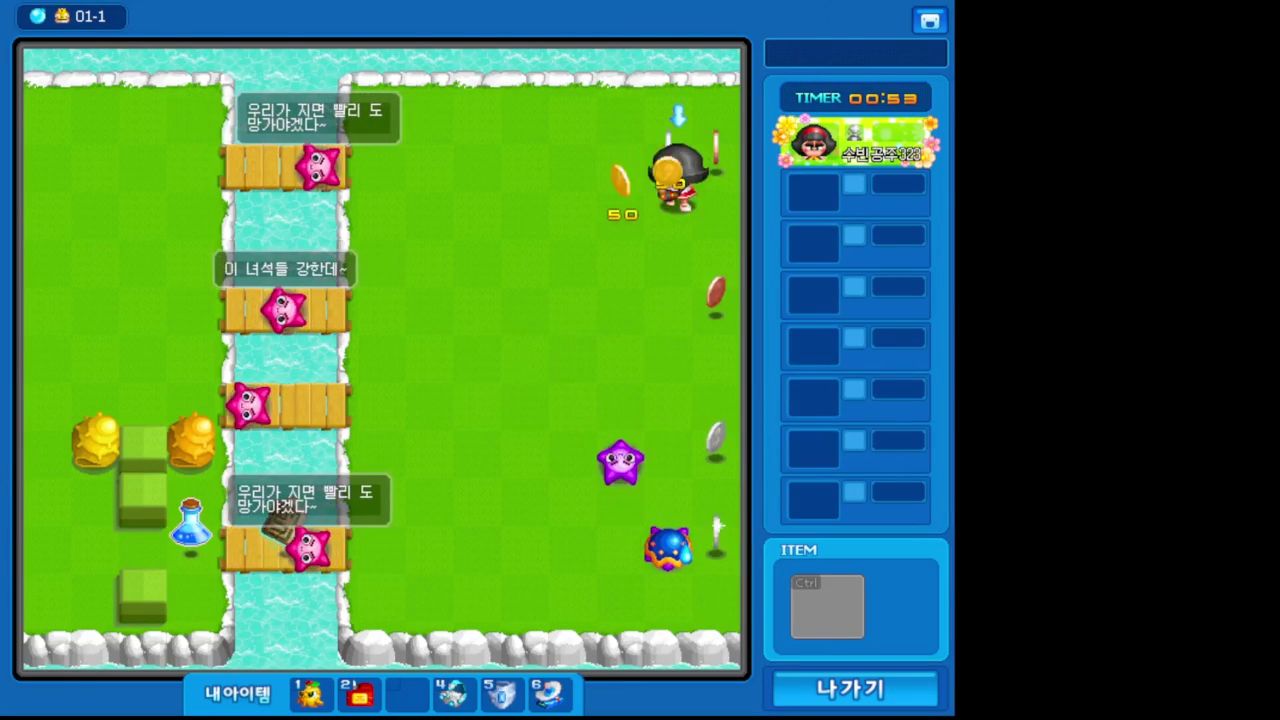 01-1
우리가 지면 빨리 도
망가야겠다~
TIMER 00:53
수빈공주323
50
이 녀석들 강한데~
우리가 지면 빨리 도
망가야겠다~
ITEM
Ctrl
내아이템
1
2
4
5
6
나가기